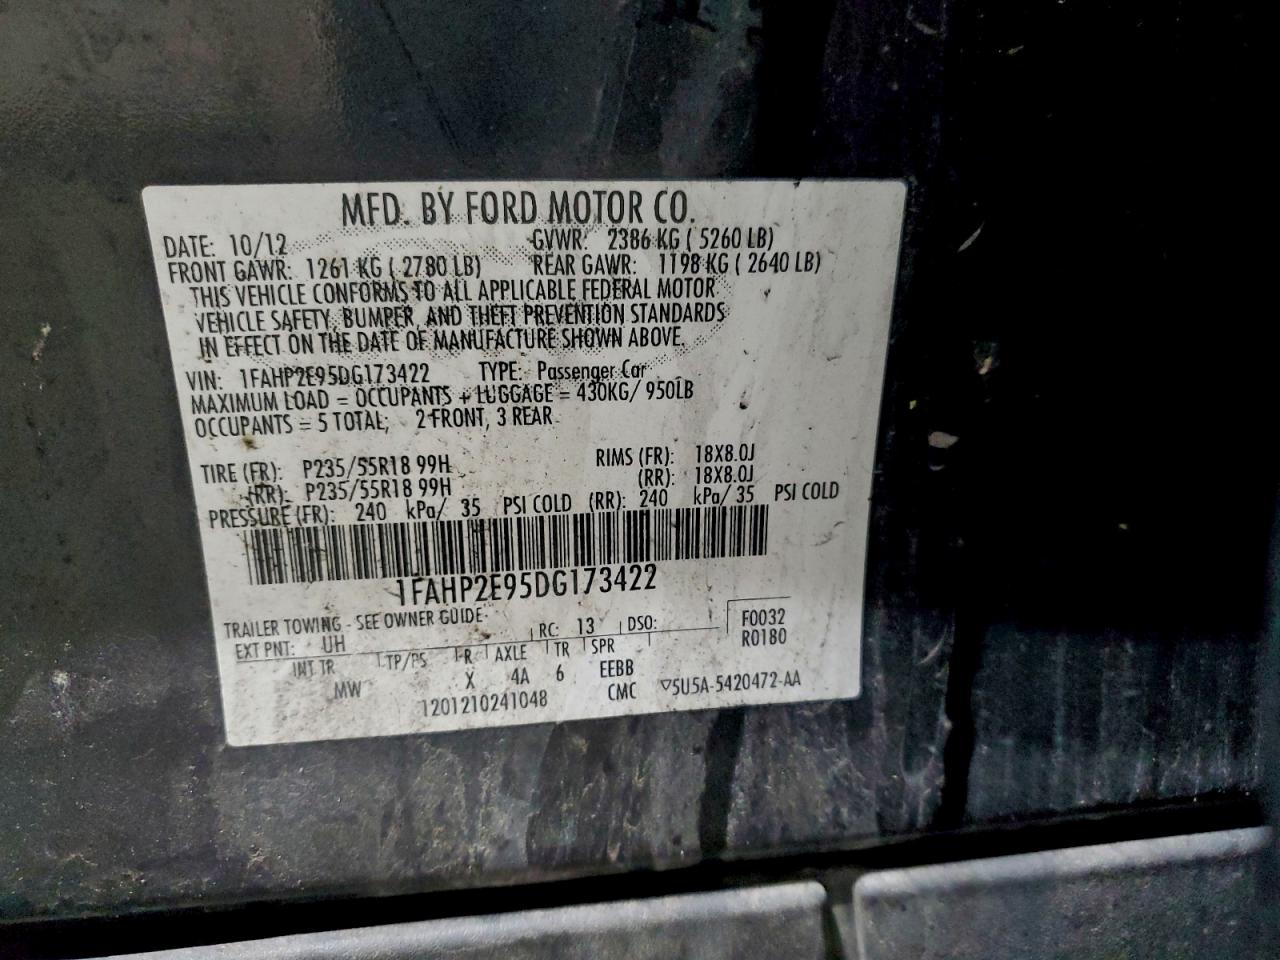 MFD. BY FORD MOTOR CO.
DATE: 10/12 GVWR: 2386 KG ( 5260 LB)
FRONT GAWR: 1261 KG ( 2780 LB) REAR GAWR: 1198 KG ( 2640 LB)
THIS VEHICLE CONFORMS TO ALL APPLICABLE FEDERAL MOTOR
VEHICLE SAFETY, BUMPER, AND THEFT PREVENTION STANDARDS
IN EFFECT ON THE DATE OF MANUFACTURE SHOWN ABOVE.
VIN: 1FAHP2E95DG173422 TYPE: Passenger Car
MAXIMUM LOAD = OCCUPANTS + LUGGAGE = 430KG/ 950LB
OCCUPANTS = 5 TOTAL; 2 FRONT, 3 REAR
TIRE (FR): P235/55R18 99H RIMS (FR): 18X8.0J
(RR): P235/55R18 99H (RR): 18X8.0J
PRESSURE (FR): 240 kPa/ 35 PSI COLD (RR): 240 kPa/ 35 PSI COLD
1FAHP2E95DG173422
TRAILER TOWING - SEE OWNER GUIDE
EXT PNT: UH RC: 13 DSO: F0032
R0180
INT TR TP/PS R AXLE TR SPR
MW X 4A 6 EEBB
1201210241048 CMC ▽5U5A-5420472-AA